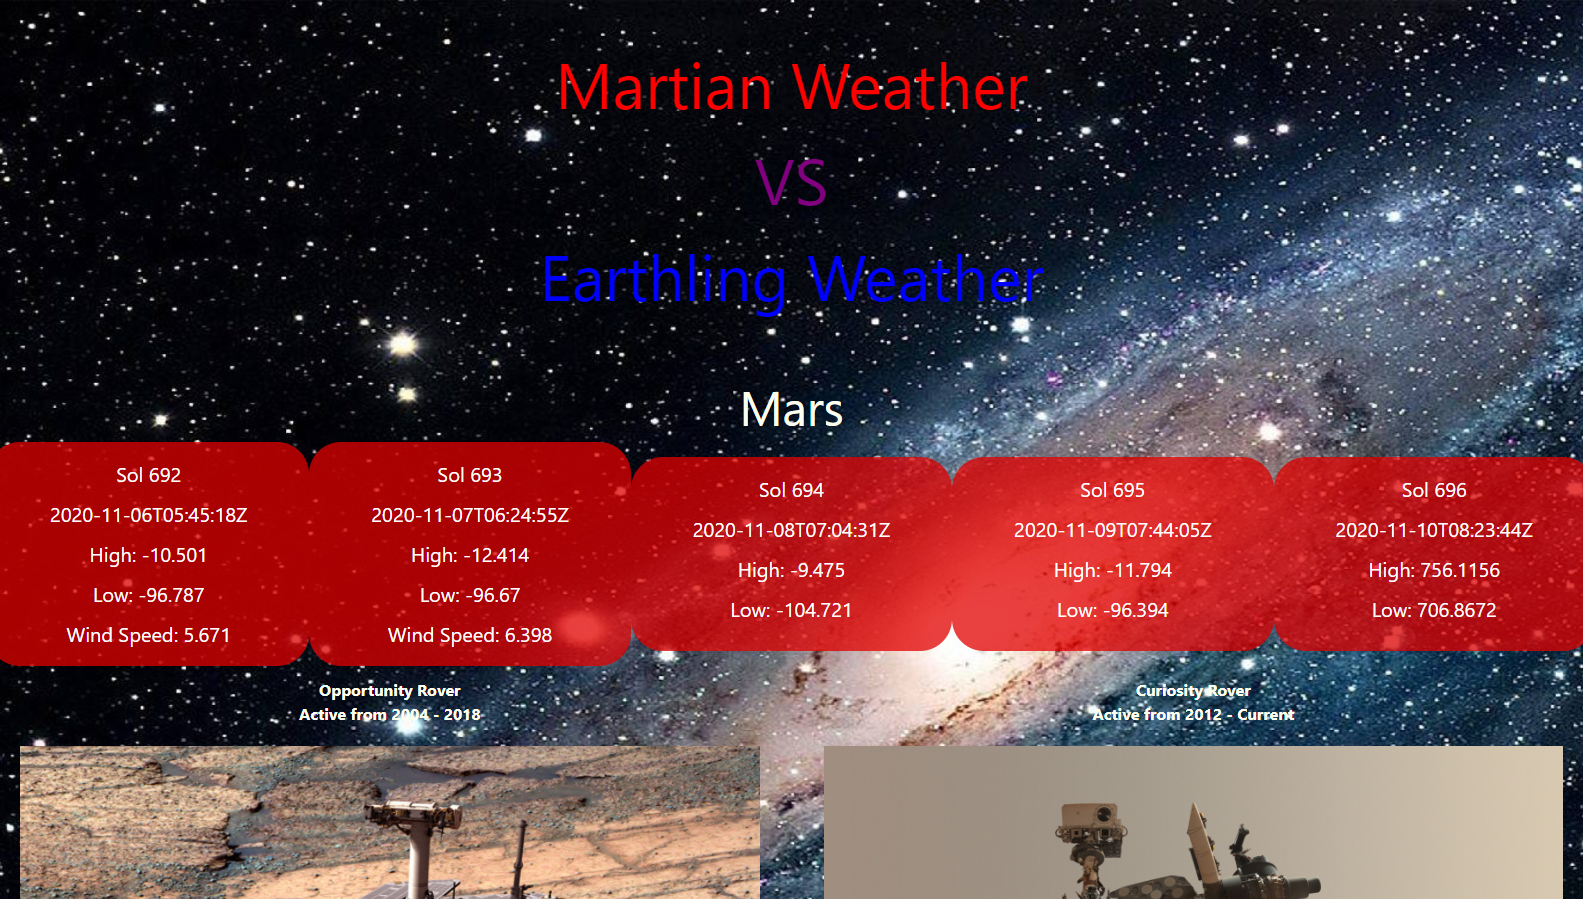 Martian Weather
VS
Earthling Weather
Mars
Sol 692
2020-11-06T05:45:18Z
High: -10.501
Low: -96.787
Wind Speed: 5.671
Sol 693
2020-11-07T06:24:55Z
High: -12.414
Low: -96.67
Wind Speed: 6.398
Sol 694
2020-11-08T07:04:31Z
High: -9.475
Low: -104.721
Sol 695
2020-11-09T07:44:05Z
High: -11.794
Low: -96.394
Sol 696
2020-11-10T08:23:44Z
High: 756.1156
Low: 706.8672
Opportunity Rover
Active from 2004 - 2018
Curiosity Rover
Active from 2012 - Current